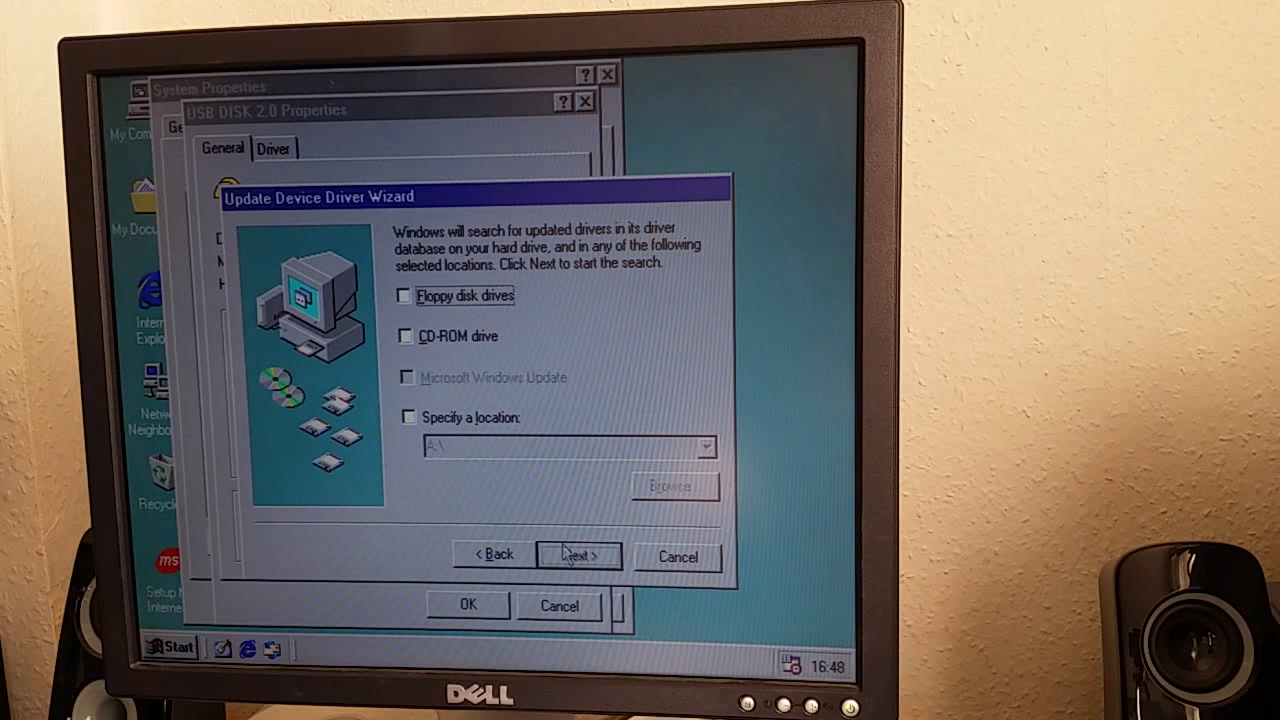 System Properties
USB DISK 2.0 Properties
Ge
General
Driver
Update Device Driver Wizard
Windows will search for updated drivers in its driver
database on your hard drive, and in any of the following
selected locations. Click Next to start the search.
Floppy disk drives
CD-ROM drive
Microsoft Windows Update
Specify a location:
A:\
Browse...
< Back
Next >
Cancel
OK
Cancel
My Com
My Docu
Intern
Explo
Netw
Neighbo
Recycl
ms
Setup
Interne
Start
16:48
DELL